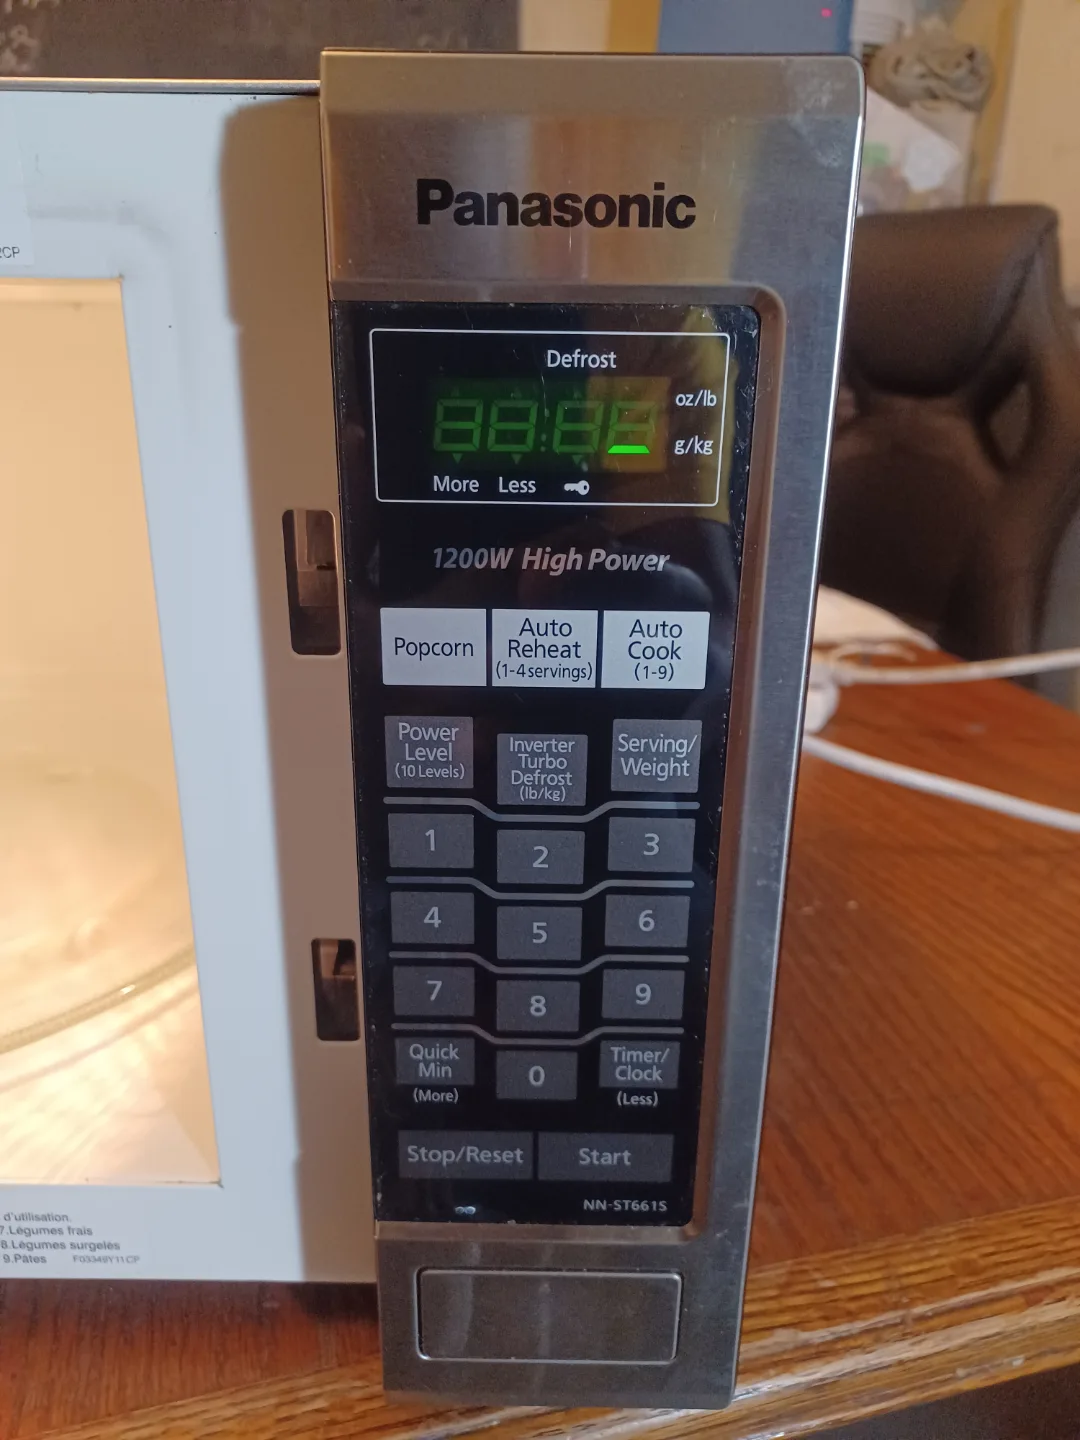 Panasonic
Defrost
oz/lb
g/kg
More Less
1200W High Power
Popcorn
Auto
Reheat
(1-4 servings)
Auto
Cook
(1-9)
Power
Level
(10 Levels)
Inverter
Turbo
Defrost
(lb/kg)
Serving/
Weight
1
2
3
4
5
6
7
8
9
Quick
Min
(More)
0
Timer/
Clock
(Less)
Stop/Reset
Start
NN-ST661S
d'utilisation.
7.Légumes frais
8.Légumes surgelés
9.Pâtes F03349Y11CP